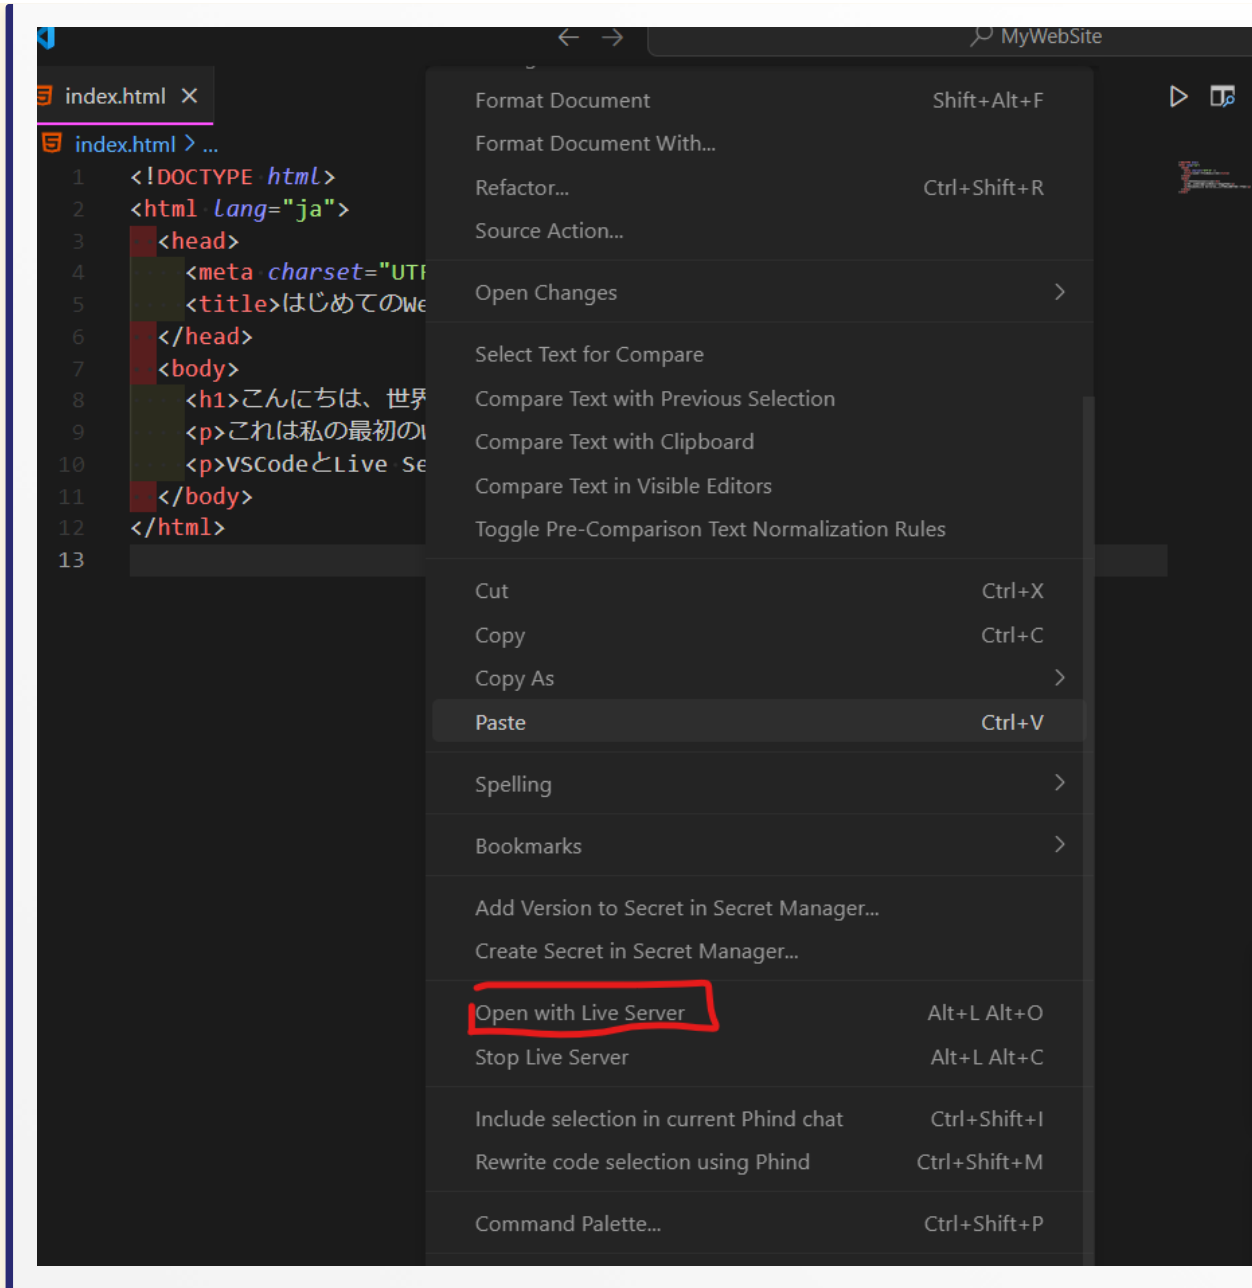 MyWebSite
index.html
index.html > ...
1 <!DOCTYPE html>
2 <html lang="ja">
3 <head>
4 <meta charset="UTF
5 <title>はじめてのWe
6 </head>
7 <body>
8 <h1>こんにちは、世界
9 <p>これは私の最初の
10 <p>VSCodeとLive Se
11 </body>
12 </html>
13
Format Document Shift+Alt+F
Format Document With...
Refactor... Ctrl+Shift+R
Source Action...
Open Changes
Select Text for Compare
Compare Text with Previous Selection
Compare Text with Clipboard
Compare Text in Visible Editors
Toggle Pre-Comparison Text Normalization Rules
Cut Ctrl+X
Copy Ctrl+C
Copy As
Paste Ctrl+V
Spelling
Bookmarks
Add Version to Secret in Secret Manager...
Create Secret in Secret Manager...
Open with Live Server Alt+L Alt+O
Stop Live Server Alt+L Alt+C
Include selection in current Phind chat Ctrl+Shift+I
Rewrite code selection using Phind Ctrl+Shift+M
Command Palette... Ctrl+Shift+P